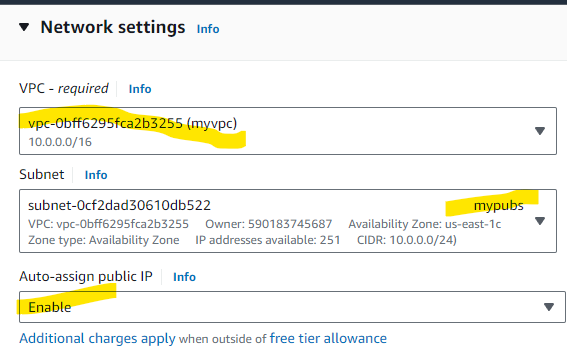 Network settings Info
VPC - required Info
vpc-0bff6295fca2b3255 (myvpc)
10.0.0.0/16
Subnet Info
subnet-0cf2dad30610db522 mypubs
VPC: vpc-0bff6295fca2b3255 Owner: 590183745687 Availability Zone: us-east-1c
Zone type: Availability Zone IP addresses available: 251 CIDR: 10.0.0.0/24)
Auto-assign public IP Info
Enable
Additional charges apply when outside of free tier allowance